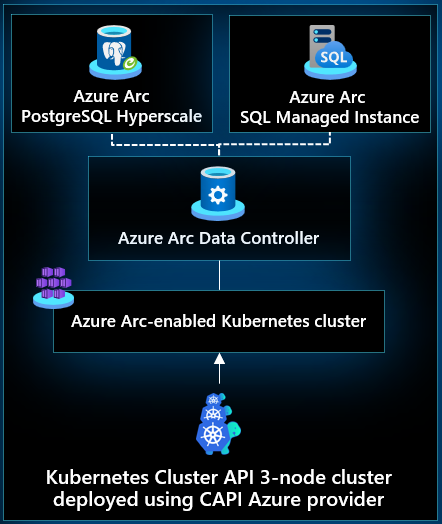 Azure Arc
PostgreSQL Hyperscale
SQL
Azure Arc
SQL Managed Instance
Azure Arc Data Controller
Azure Arc-enabled Kubernetes cluster
Kubernetes Cluster API 3-node cluster
deployed using CAPI Azure provider